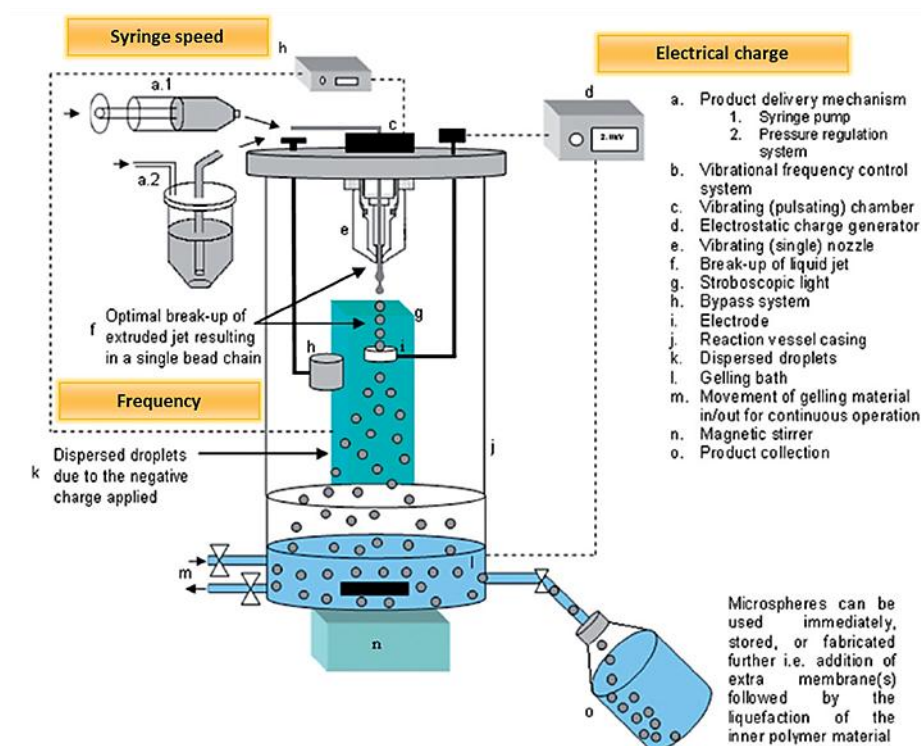 Syringe speed
h
Electrical charge
a.1
d
c
2.0kV
a.2
e
a. Product delivery mechanism
1. Syringe pump
2. Pressure regulation
system
b. Vibrational frequency control
system
c. Vibrating (pulsating) chamber
d. Electrostatic charge generator
e. Vibrating (single) nozzle
f. Break-up of liquid jet
g. Stroboscopic light
h. Bypass system
i. Electrode
j. Reaction vessel casing
k. Dispersed droplets
l. Gelling bath
m. Movement of gelling material
in/out for continuous operation
n. Magnetic stirrer
o. Product collection
f Optimal break-up of
extruded jet resulting
in a single bead chain
g
h
i
Frequency
j
k Dispersed droplets
due to the negative
charge applied
l
m
n
o
Microspheres can be
used immediately,
stored, or fabricated
further i.e. addition of
extra membrane(s)
followed by the
liquefaction of the
inner polymer material